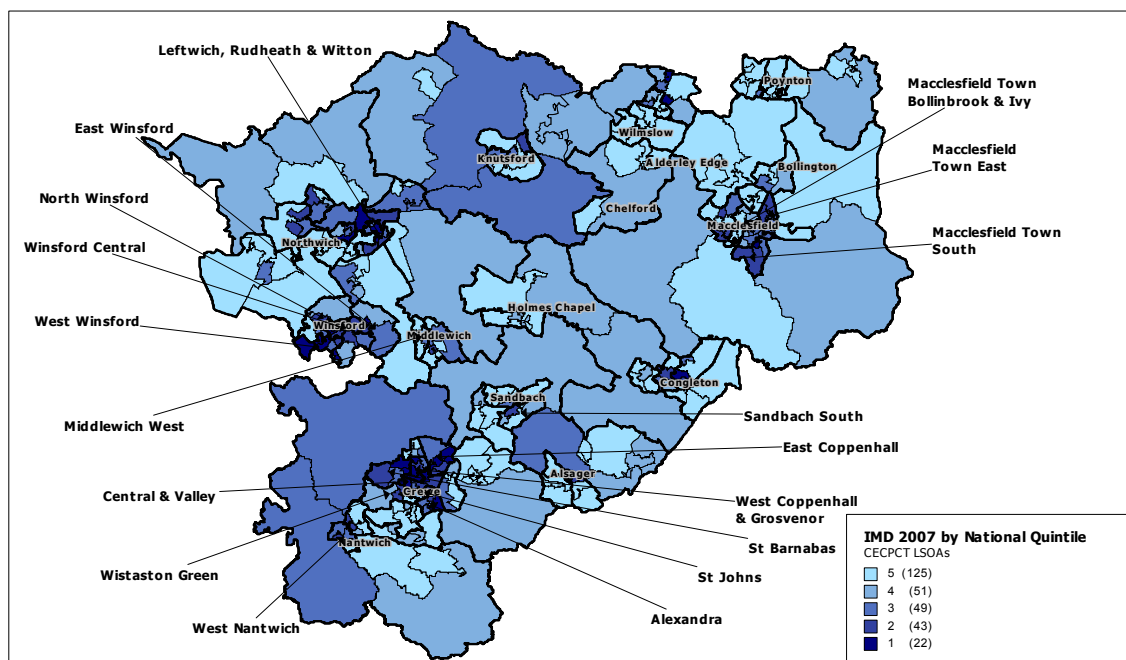 Leftwich, Rudheath & Witton
Poynton
Macclesfield Town
Bollinbrook & Ivy
East Winsford
Wilmslow
Knutsford
Alderley Edge
Bollington
Macclesfield
Town East
North Winsford
Chelford
Macclesfield
Winsford Central
Northwich
Macclesfield Town
South
Holmes Chapel
West Winsford
Winsford
Middlewich
Congleton
Sandbach
Middlewich West
Sandbach South
East Coppenhall
Alsager
Central & Valley
Crewe
West Coppenhall
& Grosvenor
Nantwich
St Barnabas
Wistaston Green
St Johns
West Nantwich
Alexandra
IMD 2007 by National Quintile
CECPCT LSOAs
5 (125)
4 (51)
3 (49)
2 (43)
1 (22)